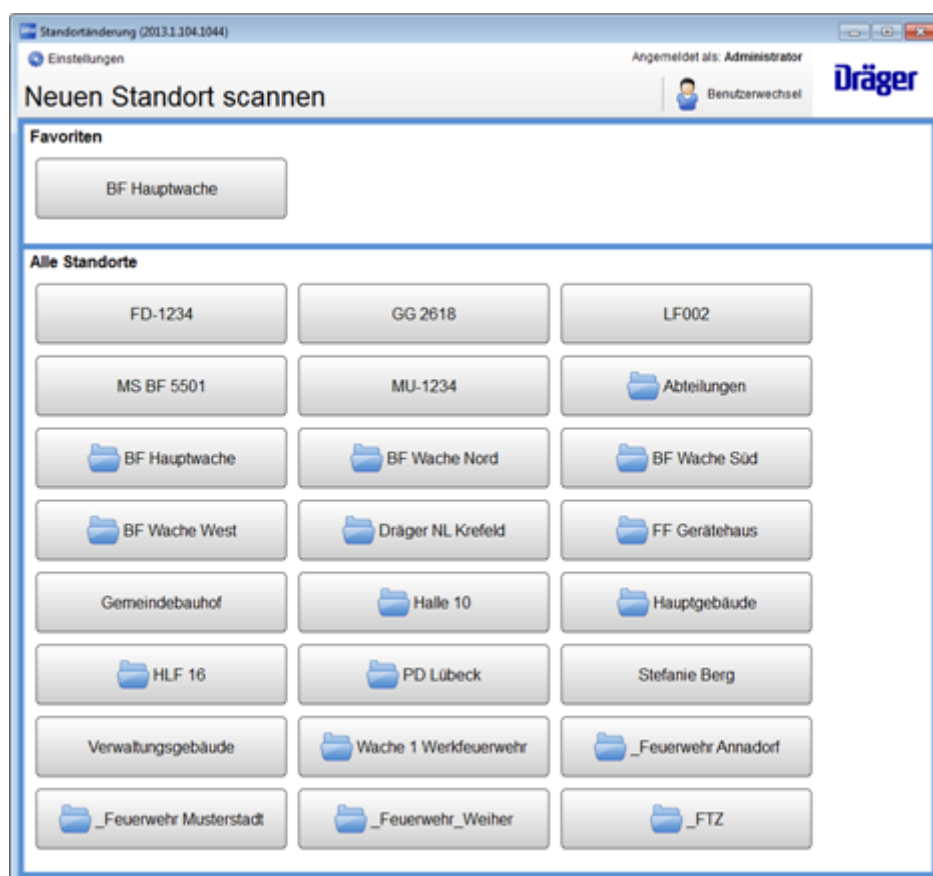 Standortänderung (2013.1.104.1044)
Einstellungen
Angemeldet als: Administrator
Neuen Standort scannen
Benutzerwechsel
Dräger
Favoriten
BF Hauptwache
Alle Standorte
FD-1234 GG 2618 LF002
MS BF 5501 MU-1234 Abteilungen
BF Hauptwache BF Wache Nord BF Wache Süd
BF Wache West Dräger NL Krefeld FF Gerätehaus
Gemeindebauhof Halle 10 Hauptgebäude
HLF 16 PD Lübeck Stefanie Berg
Verwaltungsgebäude Wache 1 Werkfeuerwehr _Feuerwehr Annadorf
_Feuerwehr Musterstadt _Feuerwehr_Weiher _FTZ